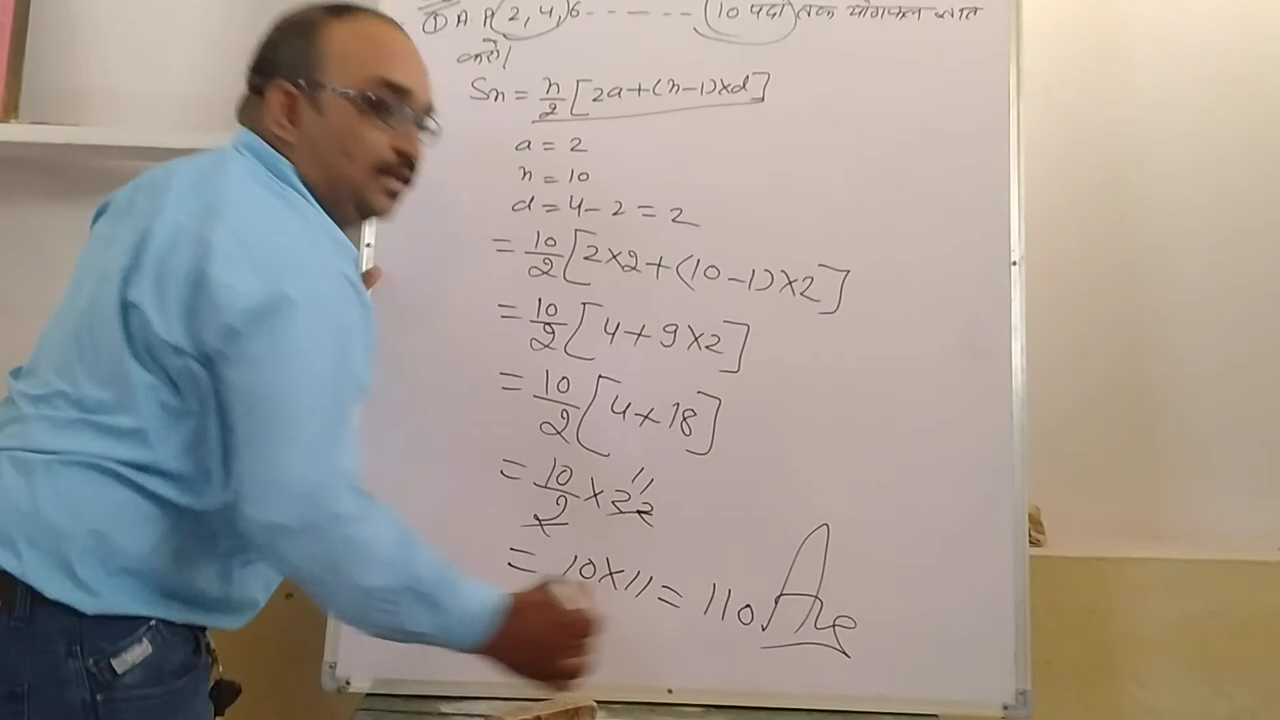 ① A P (2, 4, 6 - - - - - - (10 पदों) तक योगफल ज्ञात
करो।
Sn = n/2 [2a+(n-1)×d]
a = 2
n = 10
d = 4-2 = 2
= 10/2 [2×2+(10-1)×2]
= 10/2 [4+9×2]
= 10/2 [4+18]
= 10/2 × 22 11
= 10×11 = 110 Ans